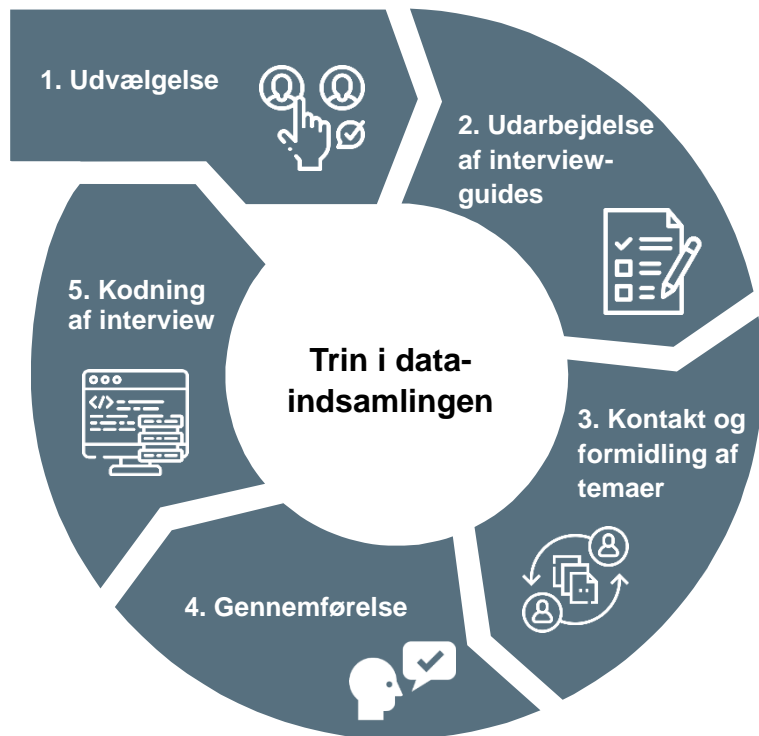 1. Udvælgelse
2. Udarbejdelse
af interview-
guides
3. Kontakt og
formidling af
temaer
4. Gennemførelse
5. Kodning
af interview
</>
Trin i data-
indsamlingen